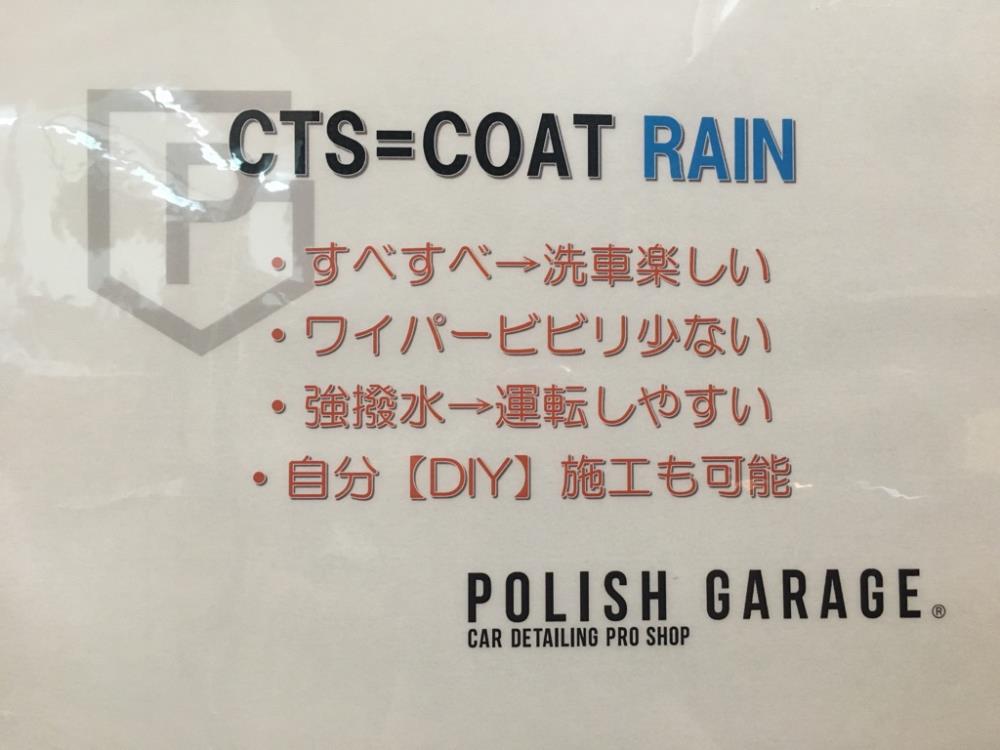 CTS=COAT RAIN
・すべすべ→洗車楽しい
・ワイパービビリ少ない
・強撥水→運転しやすい
・自分【DIY】施工も可能
POLISH GARAGE®
CAR DETAILING PRO SHOP